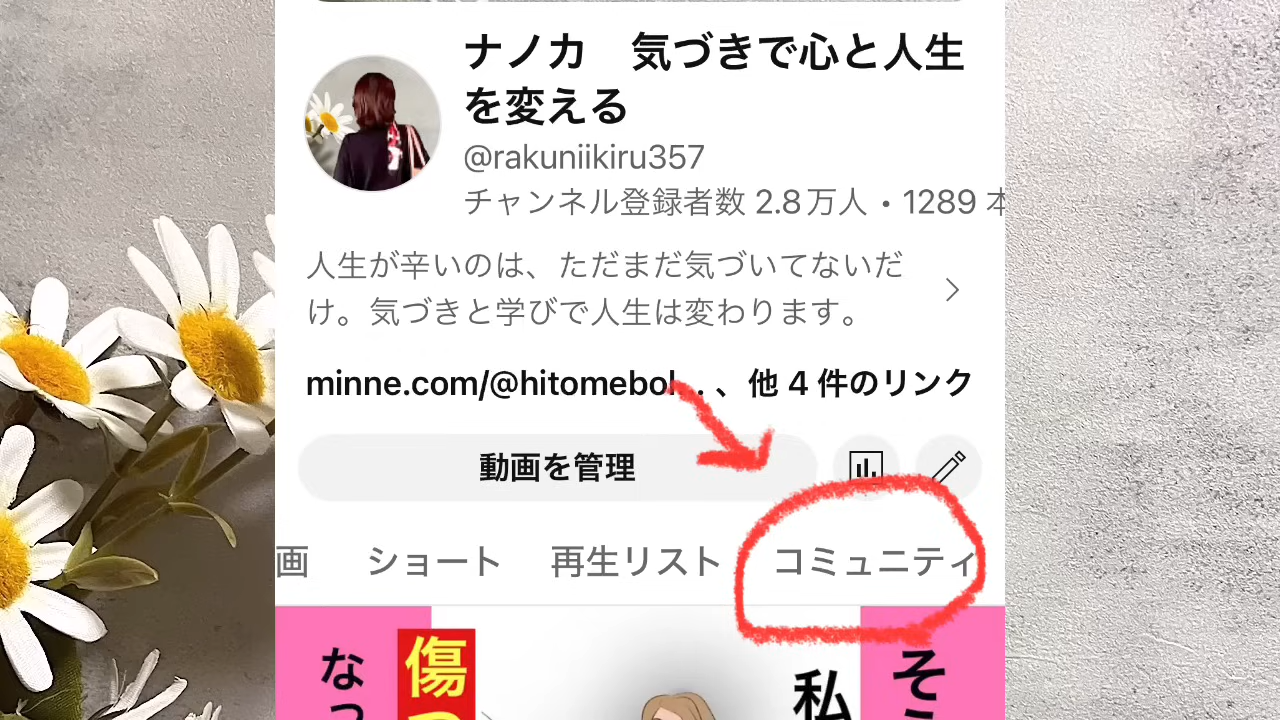 ナノカ　気づきで心と人生
を変える
@rakuniikiru357
チャンネル登録者数 2.8万人・1289
人生が辛いのは、ただまだ気づいてないだ
け。気づきと学びで人生は変わります。
minne.com/@hitomebol... 、他 4 件のリンク
動画を管理
画 ショート 再生リスト コミュニティ
なっ
傷
私
そ